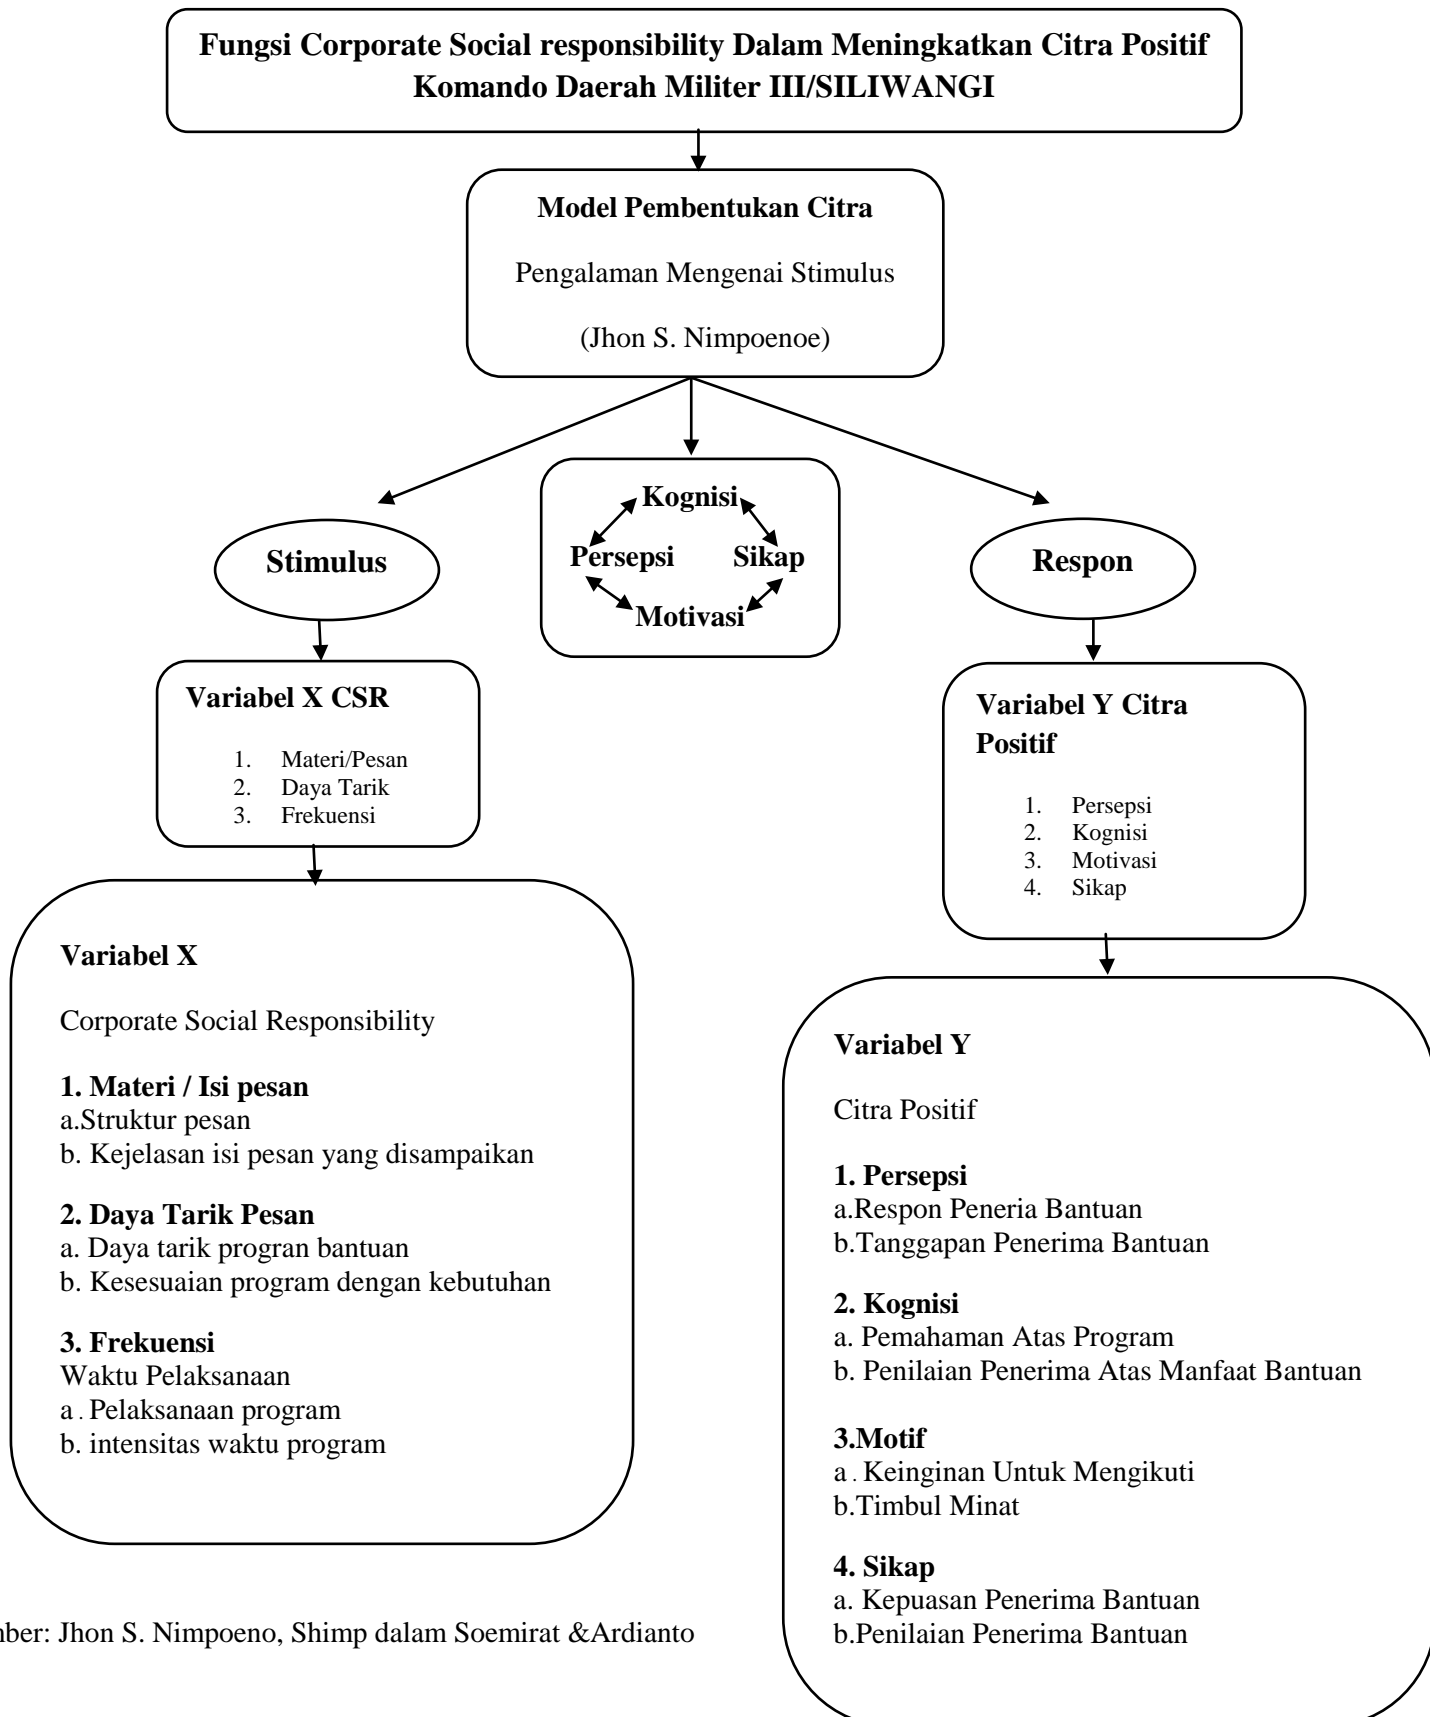 Fungsi Corporate Social responsibility Dalam Meningkatkan Citra Positif
Komando Daerah Militer III/SILIWANGI
Model Pembentukan Citra
Pengalaman Mengenai Stimulus
(Jhon S. Nimpoenoe)
Stimulus
Kognisi
Persepsi Sikap
Motivasi
Respon
Variabel X CSR
1. Materi/Pesan
2. Daya Tarik
3. Frekuensi
Variabel Y Citra
Positif
1. Persepsi
2. Kognisi
3. Motivasi
4. Sikap
Variabel X
Corporate Social Responsibility
1. Materi / Isi pesan
a.Struktur pesan
b. Kejelasan isi pesan yang disampaikan
2. Daya Tarik Pesan
a. Daya tarik progran bantuan
b. Kesesuaian program dengan kebutuhan
3. Frekuensi
Waktu Pelaksanaan
a . Pelaksanaan program
b. intensitas waktu program
Variabel Y
Citra Positif
1. Persepsi
a.Respon Peneria Bantuan
b.Tanggapan Penerima Bantuan
2. Kognisi
a. Pemahaman Atas Program
b. Penilaian Penerima Atas Manfaat Bantuan
3.Motif
a . Keinginan Untuk Mengikuti
b.Timbul Minat
4. Sikap
a. Kepuasan Penerima Bantuan
b.Penilaian Penerima Bantuan
Jhon S. Nimpoeno, Shimp dalam Soemirat &Ardianto